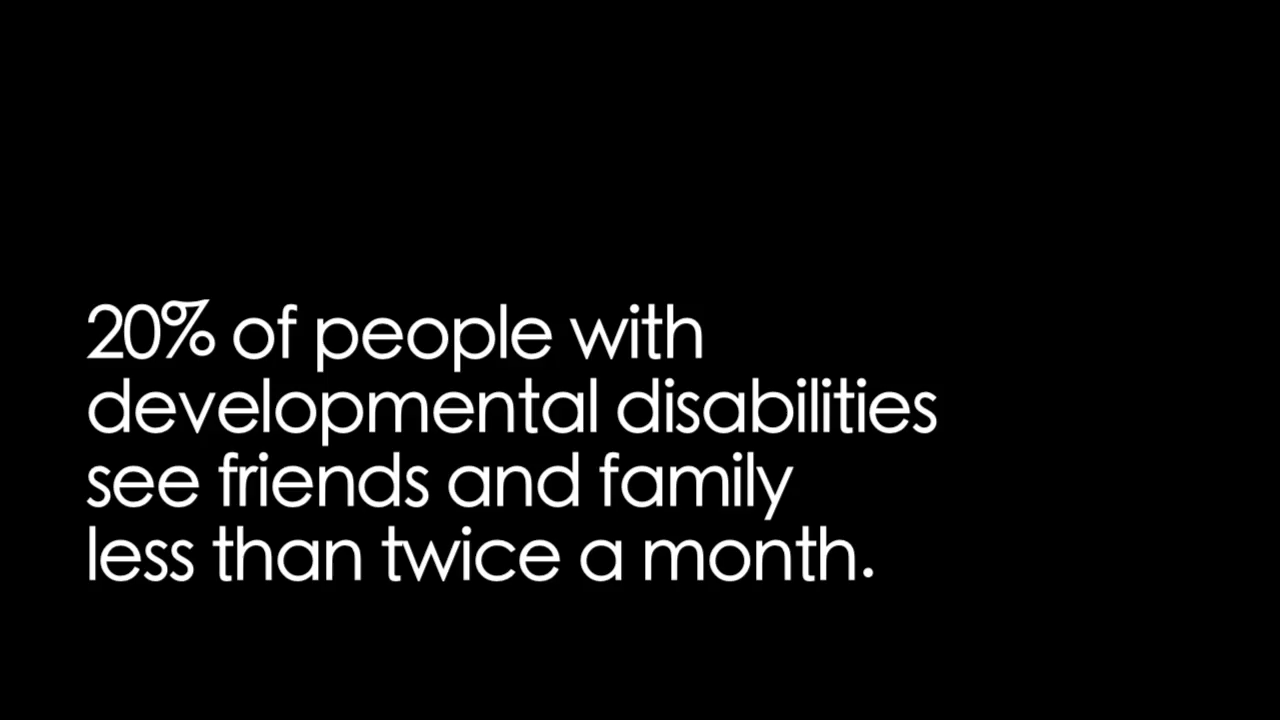 20% of people with
developmental disabilities
see friends and family
less than twice a month.